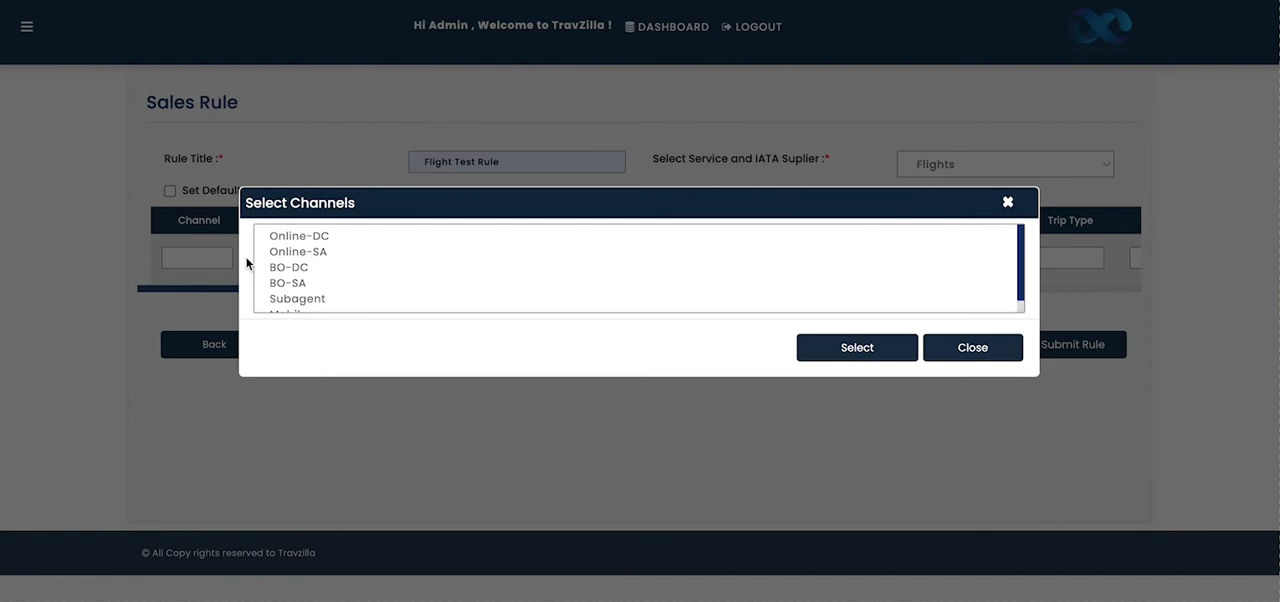 Hi Admin , Welcome to TravZilla ! DASHBOARD LOGOUT
Sales Rule
Rule Title :* Flight Test Rule Select Service and IATA Suplier :* Flights
Set Defaul
Select Channels
Channel Trip Type
Online-DC
Online-SA
BO-DC
BO-SA
Subagent
Back Select Close Submit Rule
© All Copy rights reserved to Travzilla